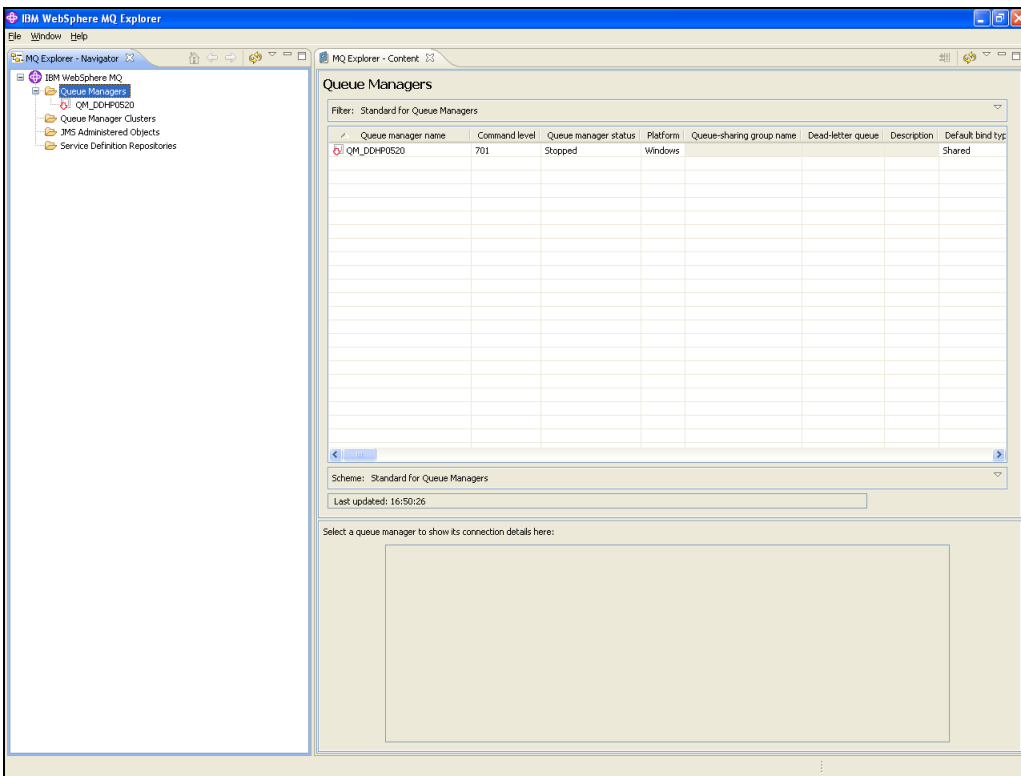 IBM WebSphere MQ Explorer
File Window Help
MQ Explorer - Navigator
IBM WebSphere MQ
Queue Managers
QM_DDHP0520
Queue Manager Clusters
JMS Administered Objects
Service Definition Repositories
MQ Explorer - Content
Queue Managers
Filter: Standard for Queue Managers
Queue manager name Command level Queue manager status Platform Queue-sharing group name Dead-letter queue Description Default bind typ
QM_DDHP0520 701 Stopped Windows Shared
Scheme: Standard for Queue Managers
Last updated: 16:50:26
Select a queue manager to show its connection details here: